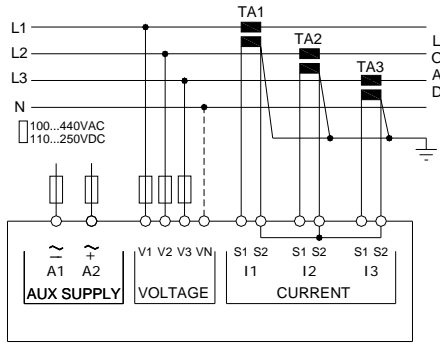 TA1
L1
TA2
L2
TA3
L3
N
L
O
A
D
100...440VAC
110...250VDC
V1 V2 V3 VN S1 S2 S1 S2 S1 S2
A1 A2 I1 I2 I3
AUX SUPPLY VOLTAGE CURRENT